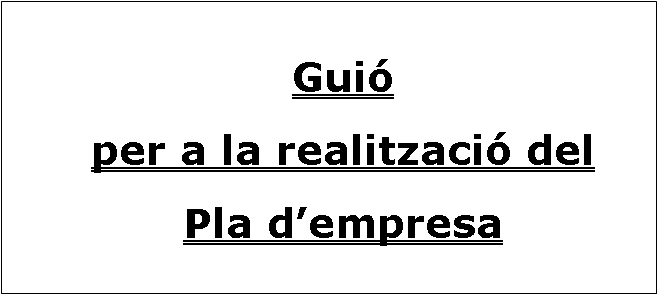 Guió
per a la realització del
Pla d’empresa